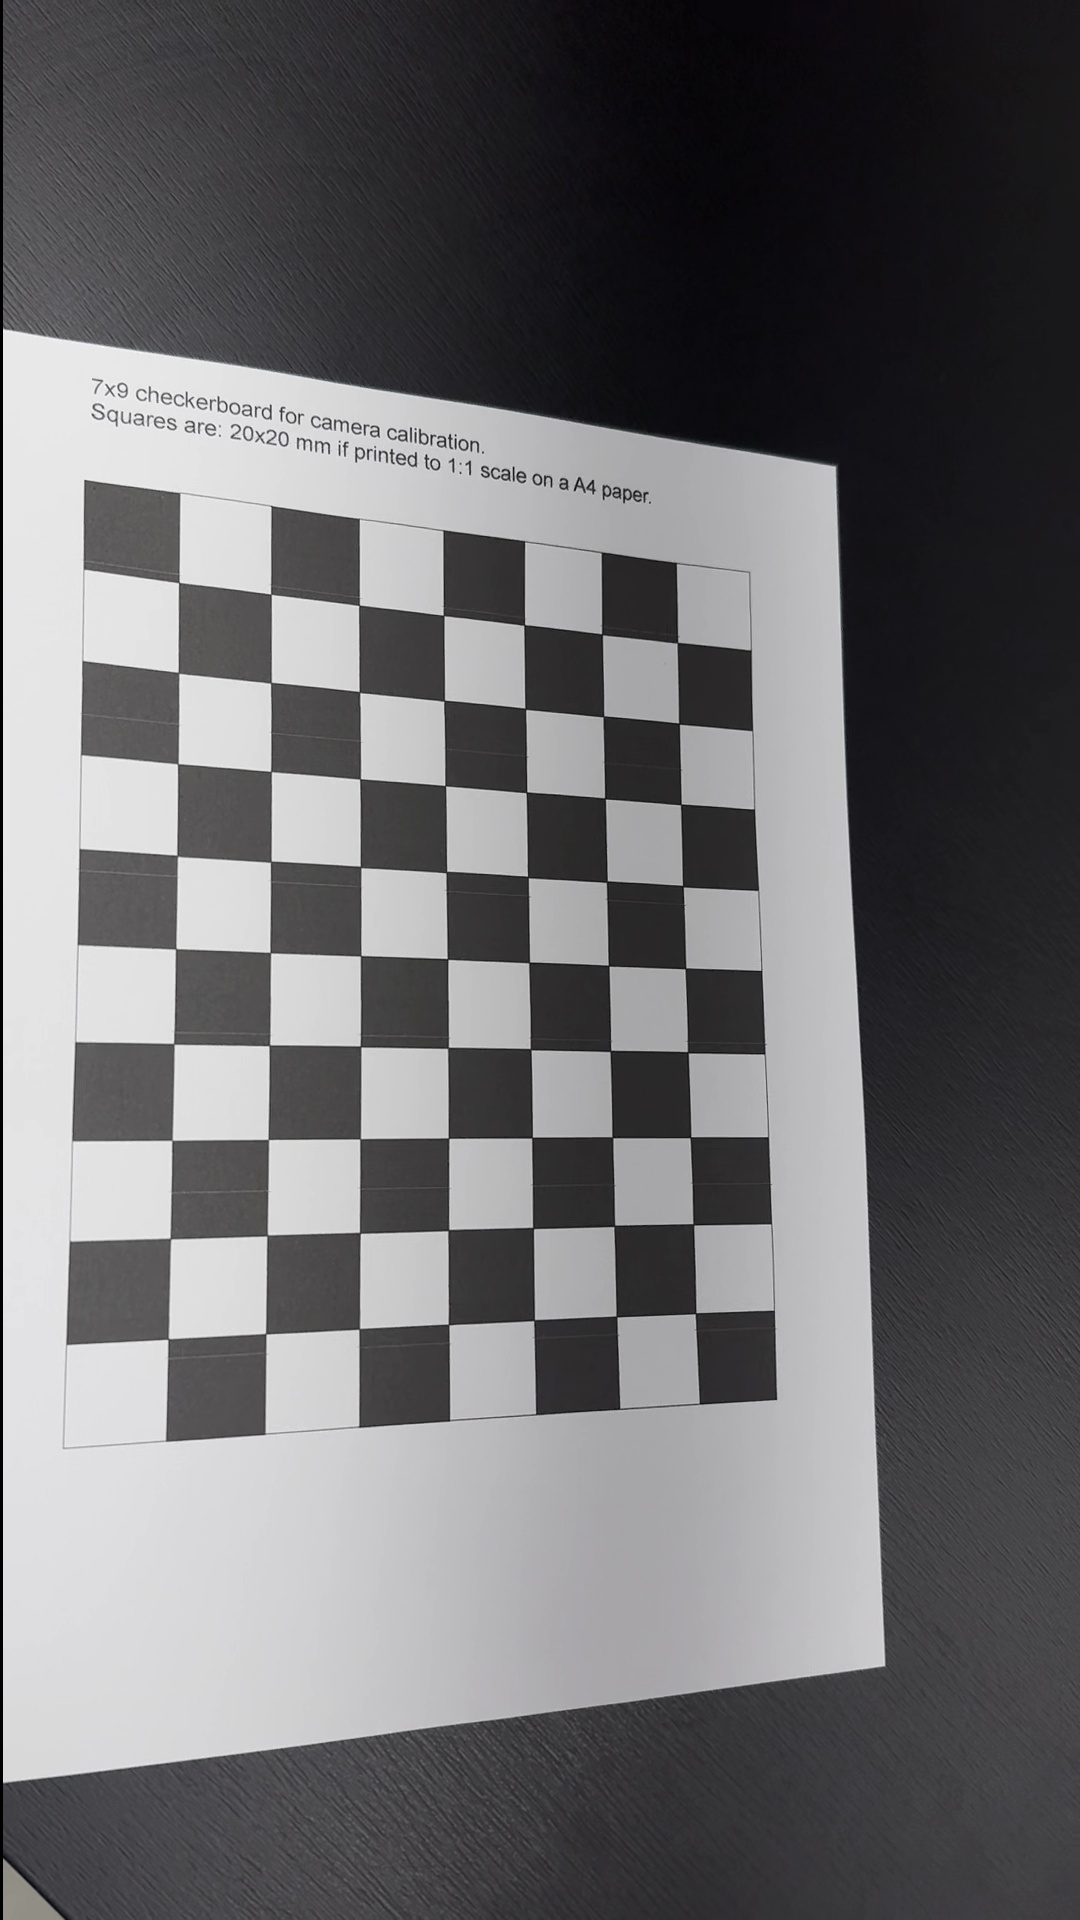 7x9 checkerboard for camera calibration.
Squares are: 20x20 mm if printed to 1:1 scale on a A4 paper.